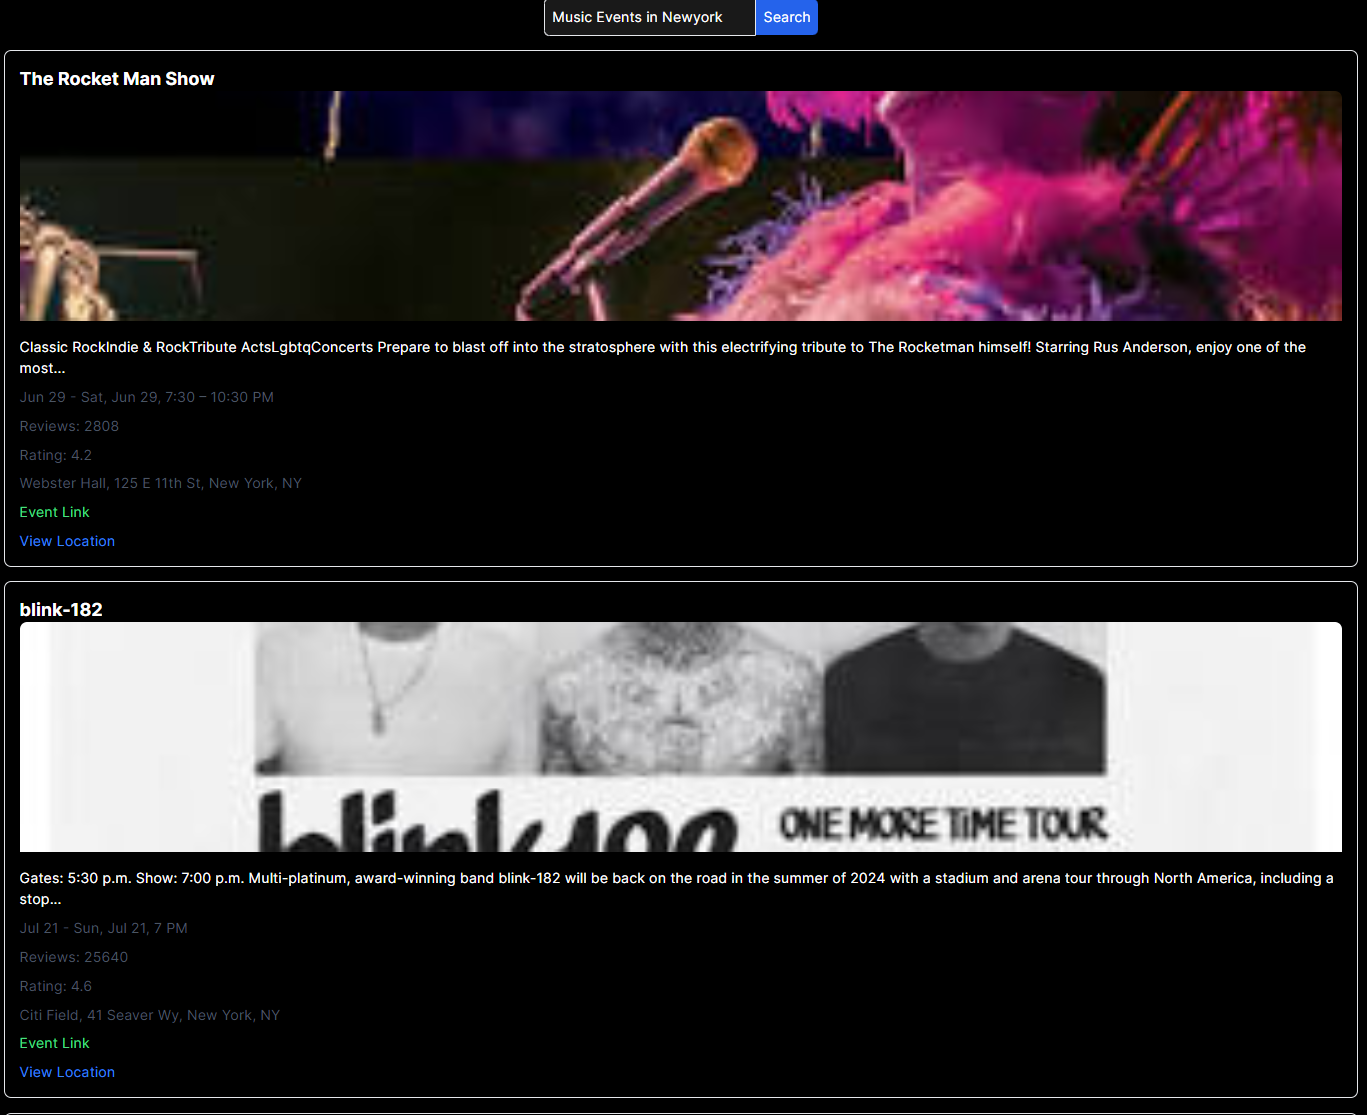 Music Events in Newyork
Search
The Rocket Man Show
Classic RockIndie & RockTribute ActsLgbtqConcerts Prepare to blast off into the stratosphere with this electrifying tribute to The Rocketman himself! Starring Rus Anderson, enjoy one of the
most...
Jun 29 - Sat, Jun 29, 7:30 – 10:30 PM
Reviews: 2808
Rating: 4.2
Webster Hall, 125 E 11th St, New York, NY
Event Link
View Location
blink-182
blink-182 ONE MORE TIME TOUR
Gates: 5:30 p.m. Show: 7:00 p.m. Multi-platinum, award-winning band blink-182 will be back on the road in the summer of 2024 with a stadium and arena tour through North America, including a
stop...
Jul 21 - Sun, Jul 21, 7 PM
Reviews: 25640
Rating: 4.6
Citi Field, 41 Seaver Wy, New York, NY
Event Link
View Location